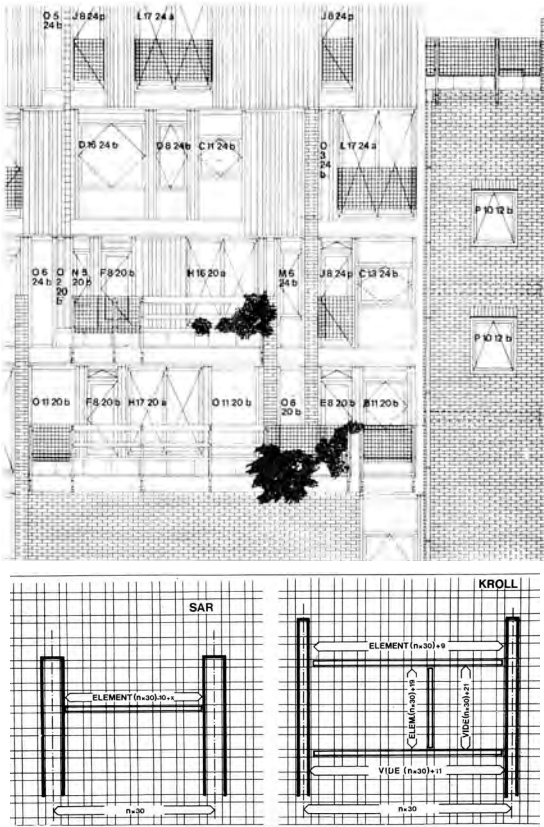 O 5
24 b
J 8 24 p
L 17 24 a
J 8 24 p
D 16 24 b
D 8 24 b
C 11 24 b
O
3
24
b
L 17 24 a
P 10 12 b
O 6
24 b
O
2
20
b
N 5
20 b
F 8 20 b
H 16 20 a
M 6
24 b
J 8 24 p
C 13 24 b
P 10 12 b
O 11 20 b
F 8 20 b
H 17 20 a
O 11 20 b
O 6
20 b
E 8 20 b
B 11 20 b
SAR
ELEMENT (n×30)-10+x
n×30
KROLL
ELEMENT (n×30)+9
ELEM.(n×30)+19
VIDE(n×30)+21
VIDE (n×30)+11
n×30